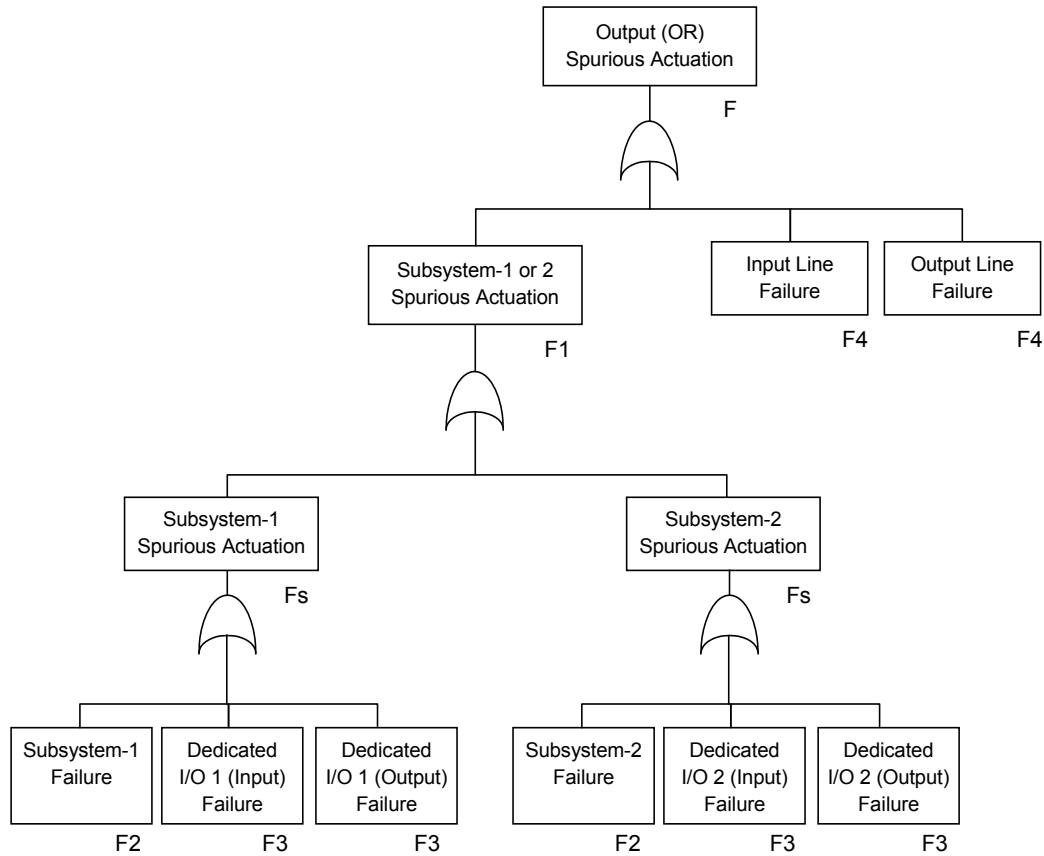 Output (OR)
Spurious Actuation
F
Subsystem-1 or 2
Spurious Actuation
F1
Input Line
Failure
F4
Output Line
Failure
F4
Subsystem-1
Spurious Actuation
Fs
Subsystem-2
Spurious Actuation
Fs
Subsystem-1
Failure
F2
Dedicated
I/O 1 (Input)
Failure
F3
Dedicated
I/O 1 (Output)
Failure
F3
Subsystem-2
Failure
F2
Dedicated
I/O 2 (Input)
Failure
F3
Dedicated
I/O 2 (Output)
Failure
F3